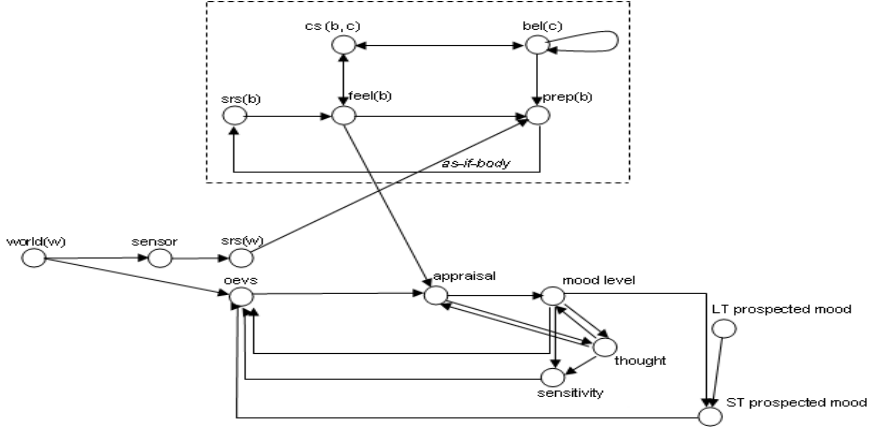 cs (b, c)
bel(c)
srs(b)
feel(b)
prep(b)
as-if-body
world(w)
sensor
srs(w)
oevs
appraisal
mood level
LT prospected mood
thought
sensitivity
ST prospected mood